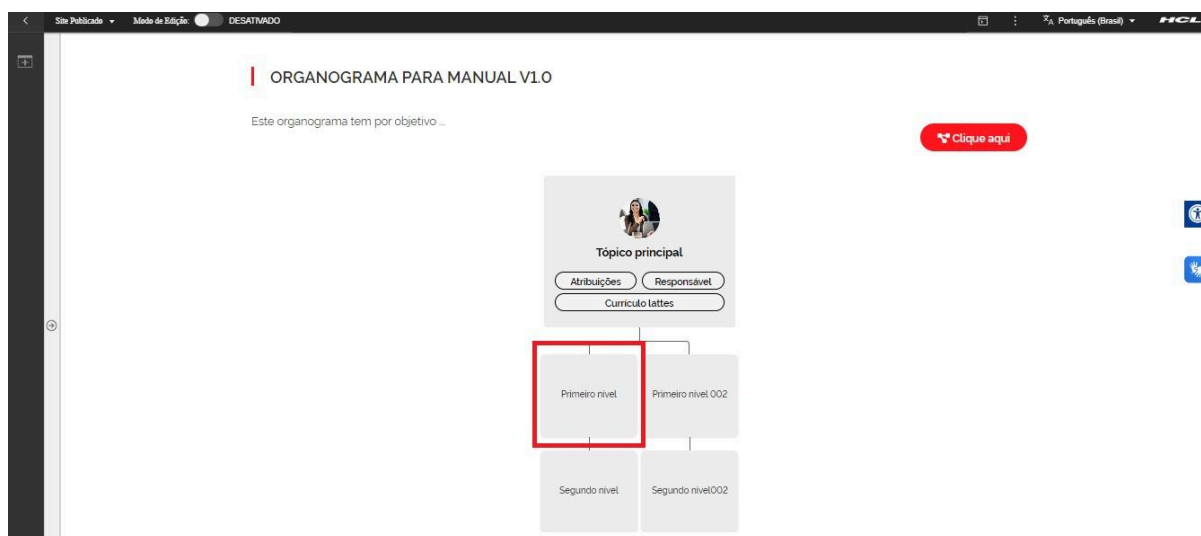 Site Publicado
Modo de Edição:
DESATIVADO
Português (Brasil)
HCL
ORGANOGRAMA PARA MANUAL V1.0
Este organograma tem por objetivo ...
Clique aqui
Tópico principal
Atribuições
Responsável
Currículo lattes
Primeiro nivel
Primeiro nivel 002
Segundo nivel
Segundo nivel002